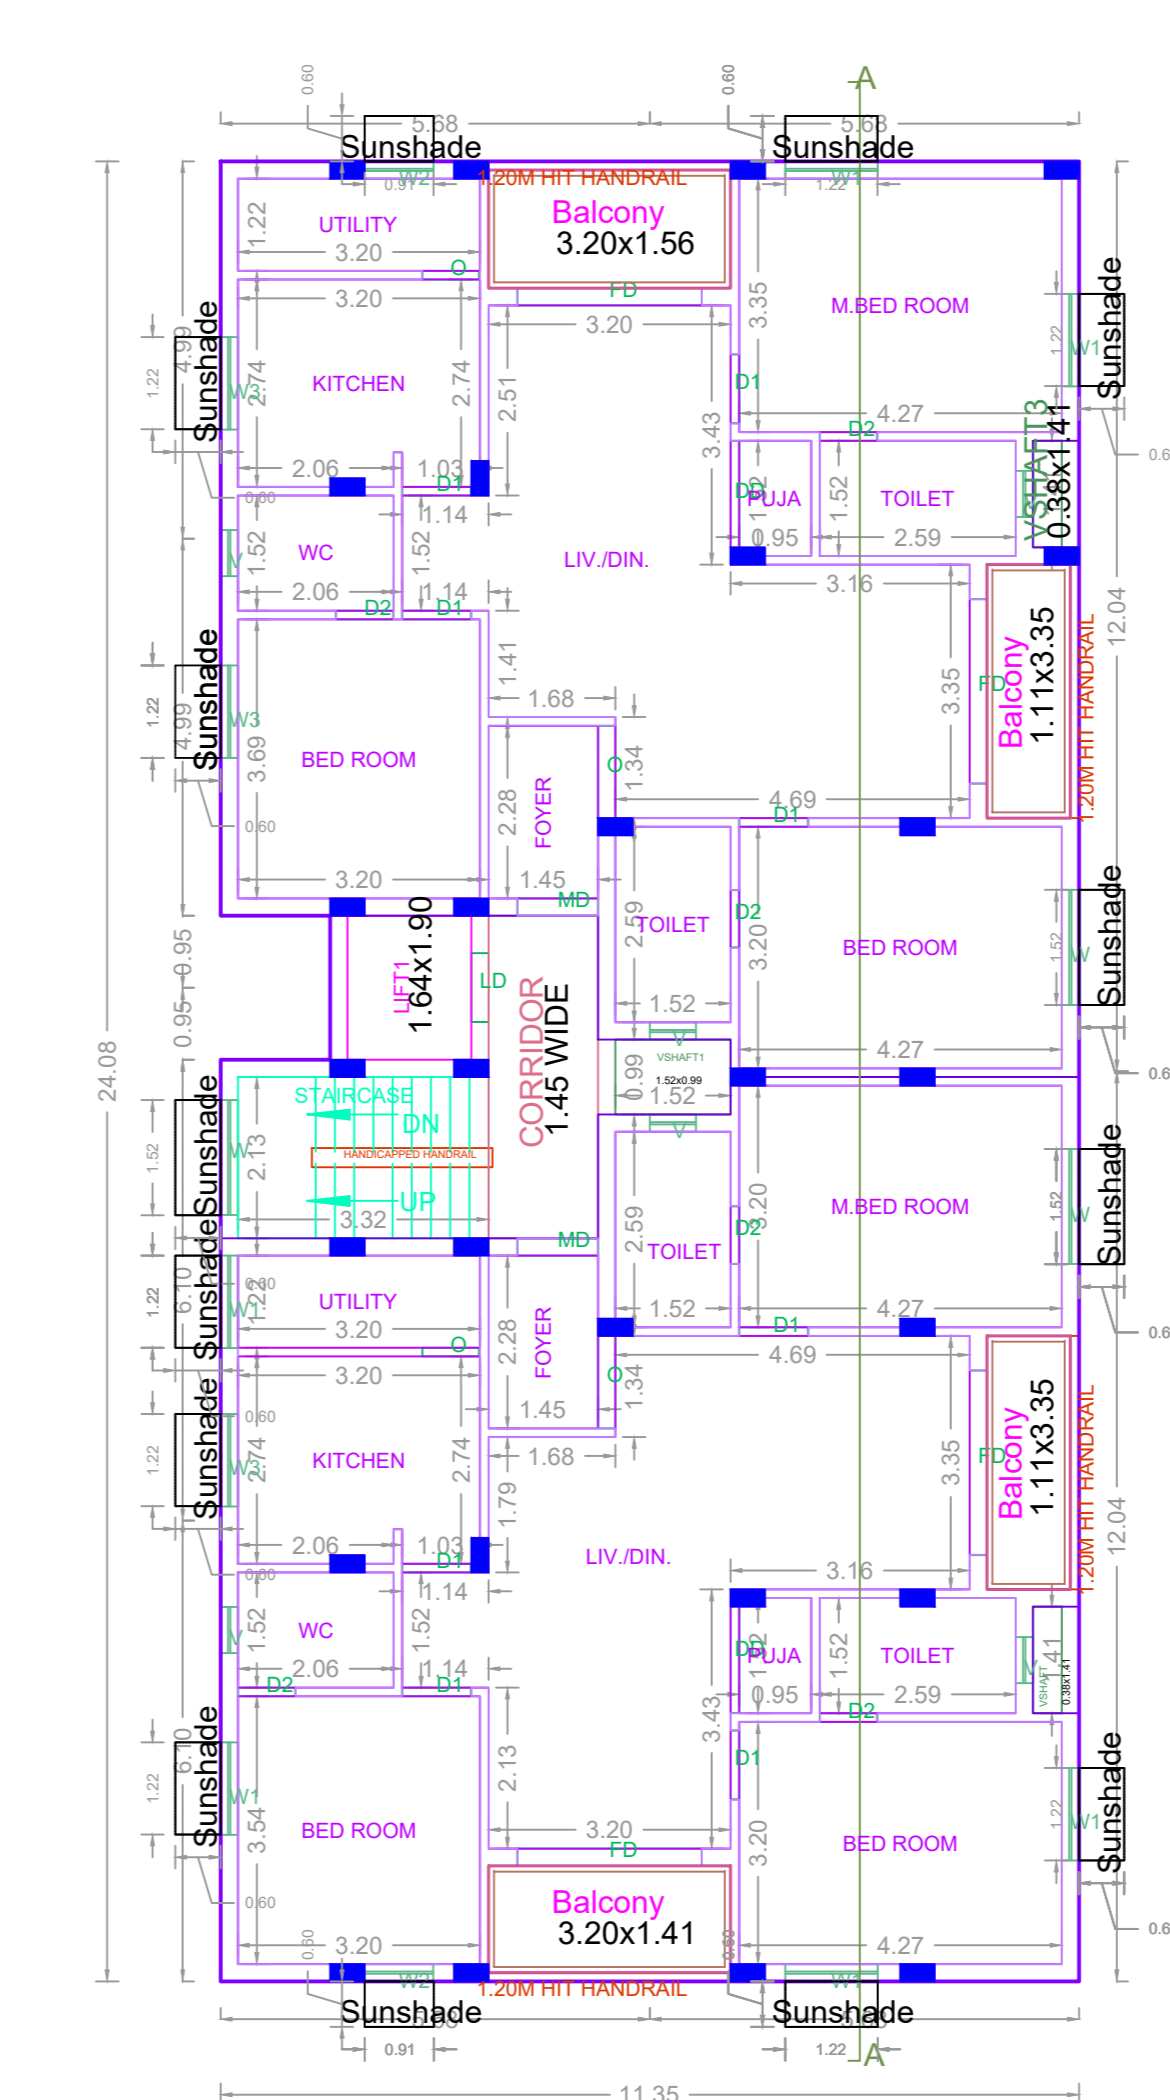 0.60
0.60
A
5.68
5.68
Sunshade
Sunshade
W2
0.91
1.20M HIT HANDRAIL
W1
1.22
UTILITY
1.22
3.20
Balcony
3.20x1.56
O
FD
3.20
3.20
3.35
M.BED ROOM
1.22
W1
Sunshade
Sunshade
4.99
1.22
W3
2.74
KITCHEN
2.74
2.51
D1
3.43
4.27
D2
VSHAFT3
0.38x1.41
2.06
1.03
D1
1.14
0.60
PUJA
1.52
TOILET
0.95
2.59
WC
1.52
1.52
V
2.06
1.14
D2
D1
LIV./DIN.
3.16
12.04
Sunshade
1.22
W3
4.99
3.69
BED ROOM
1.41
1.68
3.35
FD
Balcony
1.11x3.35
1.20M HIT HANDRAIL
FOYER
2.28
O
1.34
4.69
D1
0.60
3.20
1.45
MD
LIFT1
1.64x1.90
LD
CORRIDOR
1.45 WIDE
TOILET
2.59
D2
3.20
BED ROOM
1.52
W
Sunshade
0.95
0.95
1.52
4.27
V
VSHAFT1
1.52x0.99
0.99
1.52
V
24.08
STAIRCASE
DN
HANDICAPPED HANDRAIL
2.13
UP
3.32
Sunshade
1.52
W
MD
2.59
TOILET
D2
3.20
M.BED ROOM
1.52
W
Sunshade
1.52
4.27
D1
Sunshade
1.22
6.10
0.60
W1
1.22
UTILITY
3.20
O
3.20
FOYER
2.28
O
1.34
1.45
1.68
4.69
0.60
Sunshade
1.22
W3
2.74
KITCHEN
2.74
1.79
3.35
FD
Balcony
1.11x3.35
1.20M HIT HANDRAIL
12.04
2.06
1.03
D1
1.14
0.60
LIV./DIN.
3.16
WC
1.52
1.52
V
2.06
1.14
D2
D1
PUJA
1.52
TOILET
0.95
2.59
D2
1.41
VSHAFT
0.38x1.41
Sunshade
1.22
6.10
W1
3.54
BED ROOM
2.13
3.43
D1
3.20
BED ROOM
1.22
W1
Sunshade
3.20
FD
Balcony
3.20x1.41
0.60
0.60
3.20
4.27
0.60
W2
1.20M HIT HANDRAIL
W1
Sunshade
Sunshade
0.91
1.22
A
11.35